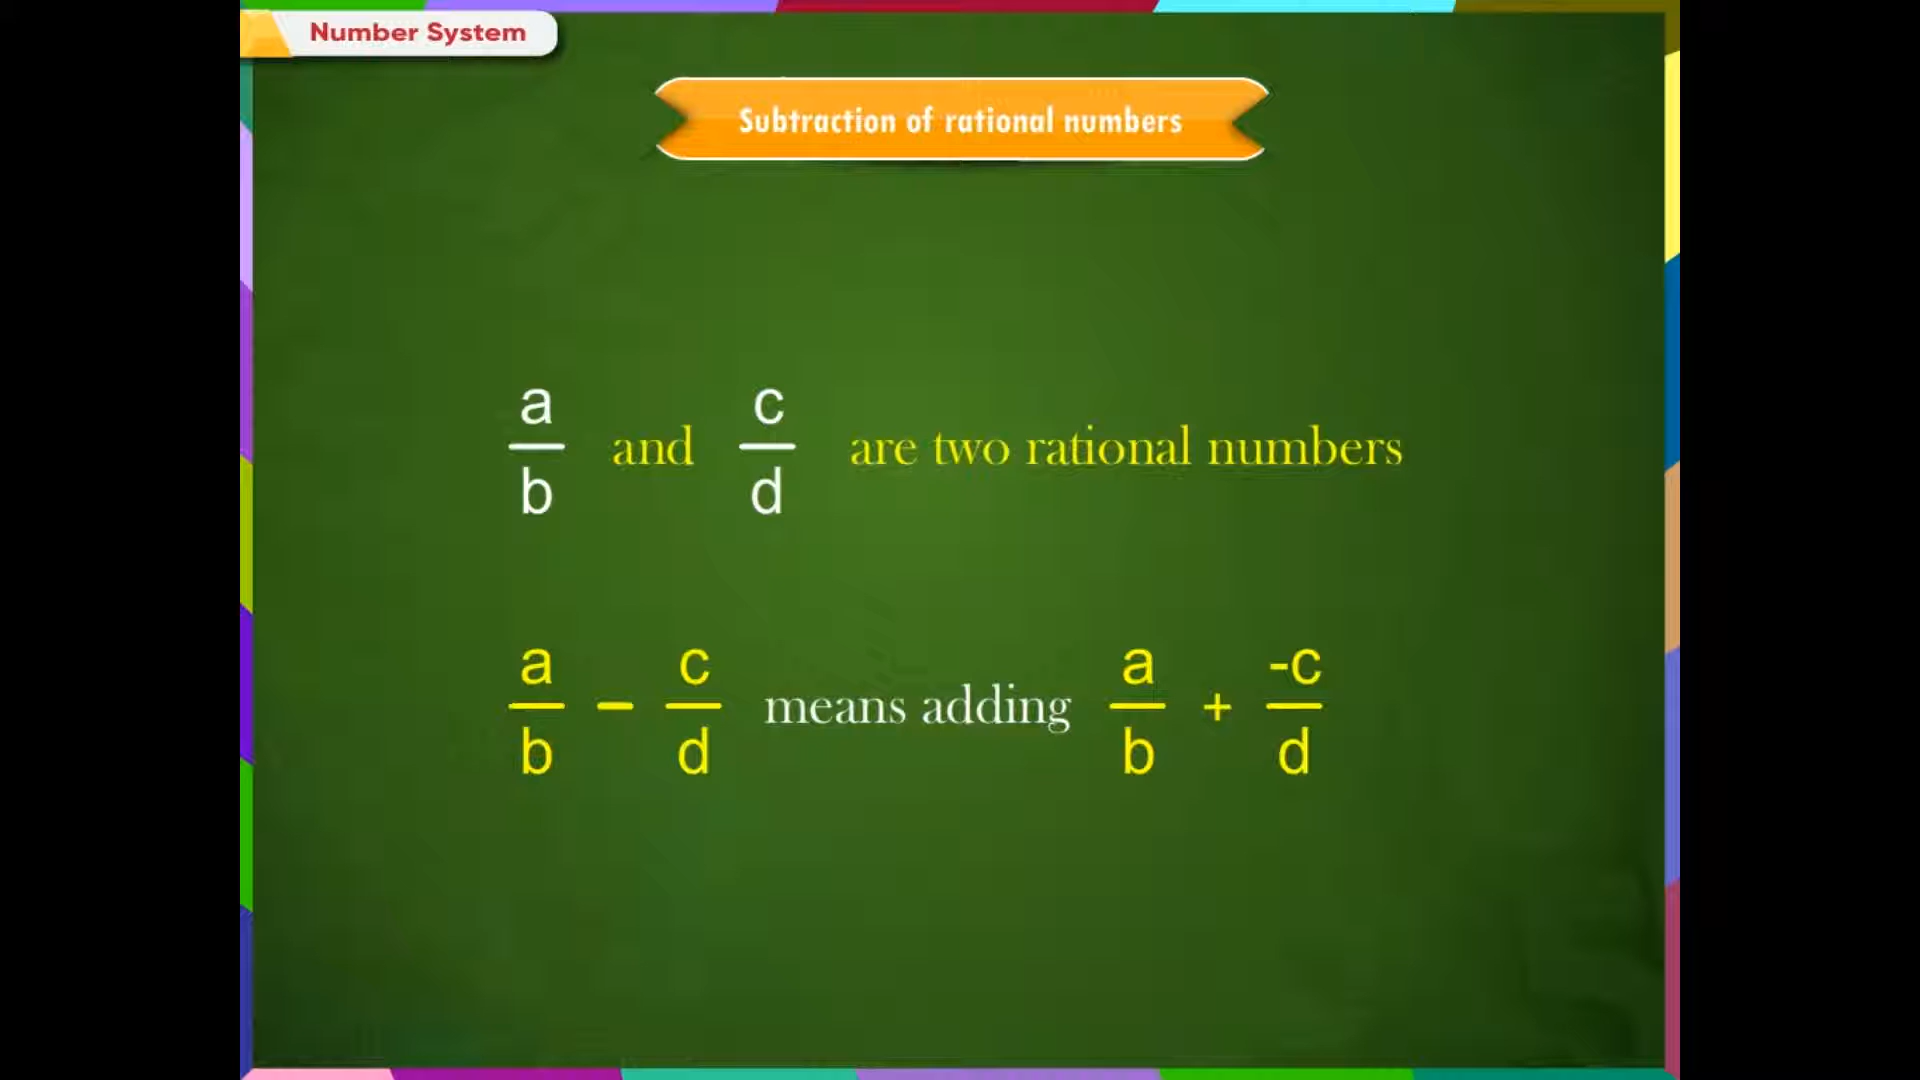 Number System
Subtraction of rational numbers
a/b and c/d are two rational numbers
a/b - c/d means adding a/b + -c/d